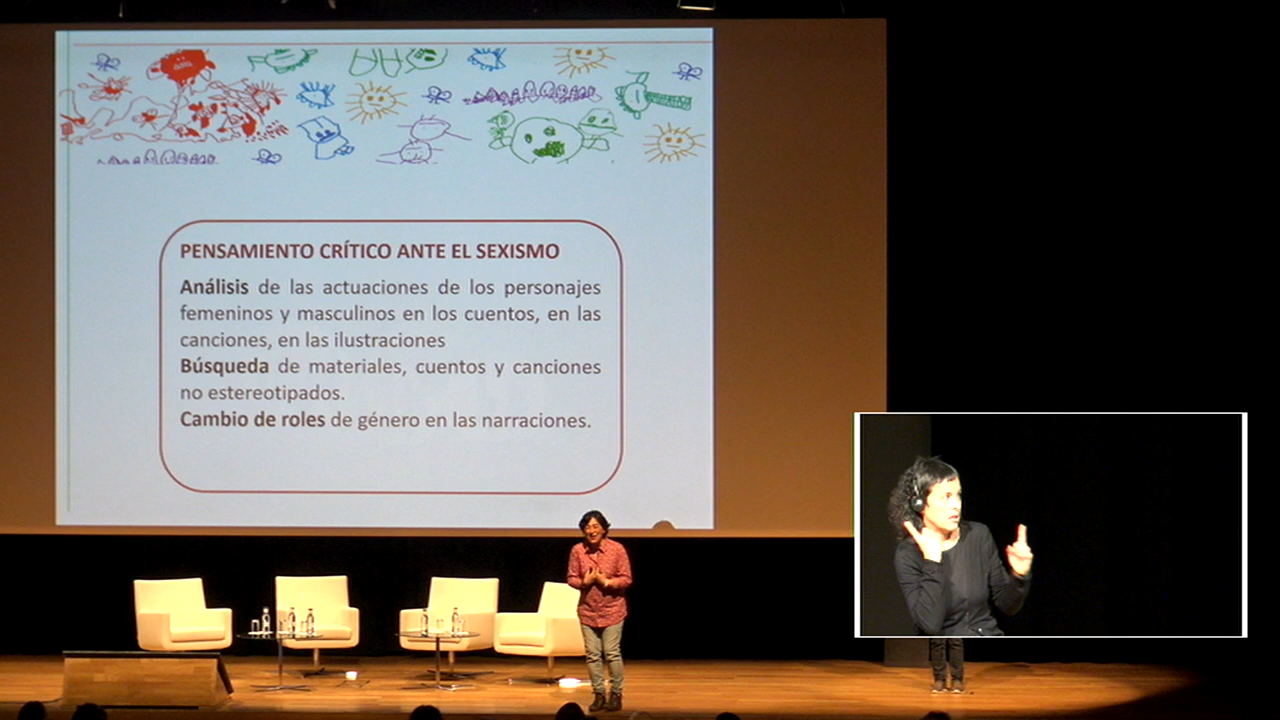 PENSAMIENTO CRÍTICO ANTE EL SEXISMO
Análisis de las actuaciones de los personajes
femeninos y masculinos en los cuentos, en las
canciones, en las ilustraciones
Búsqueda de materiales, cuentos y canciones
no estereotipados.
Cambio de roles de género en las narraciones.